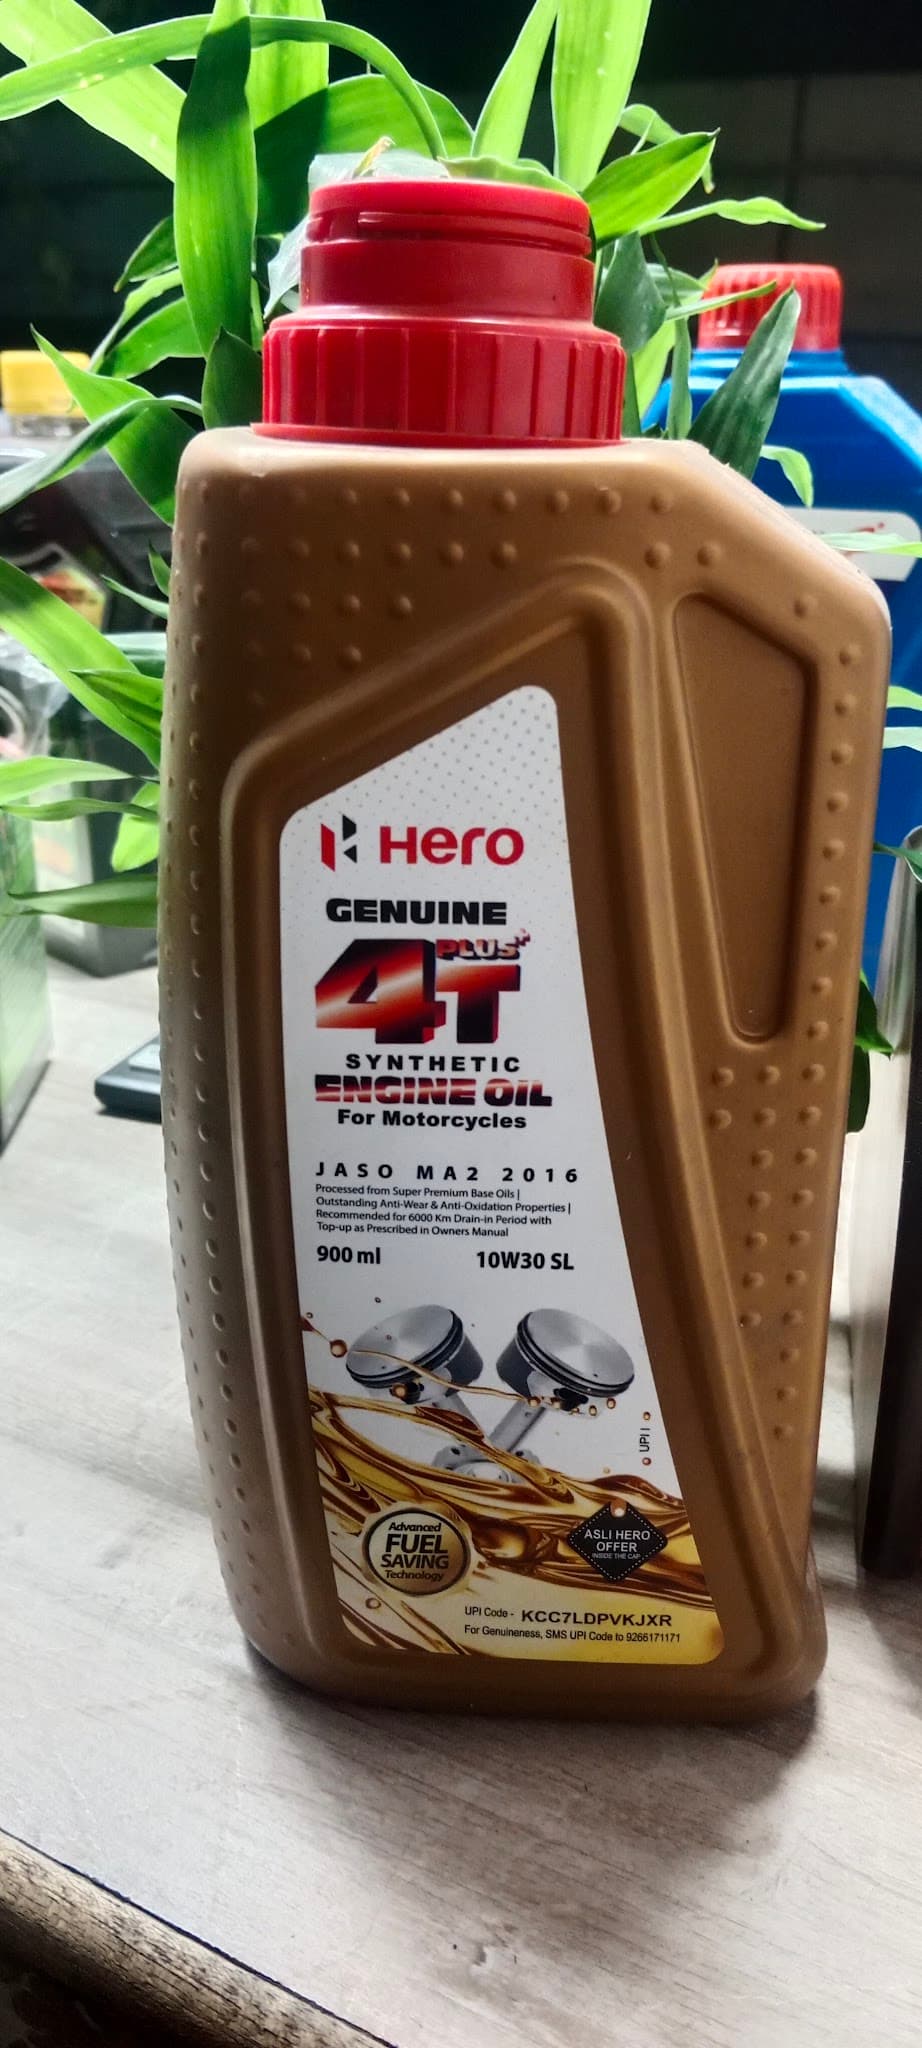 Hero
GENUINE
4T PLUS+
SYNTHETIC
ENGINE OIL
For Motorcycles
JASO MA2 2016
Processed from Super Premium Base Oils |
Outstanding Anti-Wear & Anti-Oxidation Properties |
Recommended for 6000 Km Drain-in Period with
Top-up as Prescribed in Owners Manual
900 ml 10W30 SL
UPI I
Advanced
FUEL
SAVING
Technology
ASLI HERO
OFFER
INSIDE THE CAP
UPI Code - KCC7LDPVKJXR
For Genuineness, SMS UPI Code to 9266171171